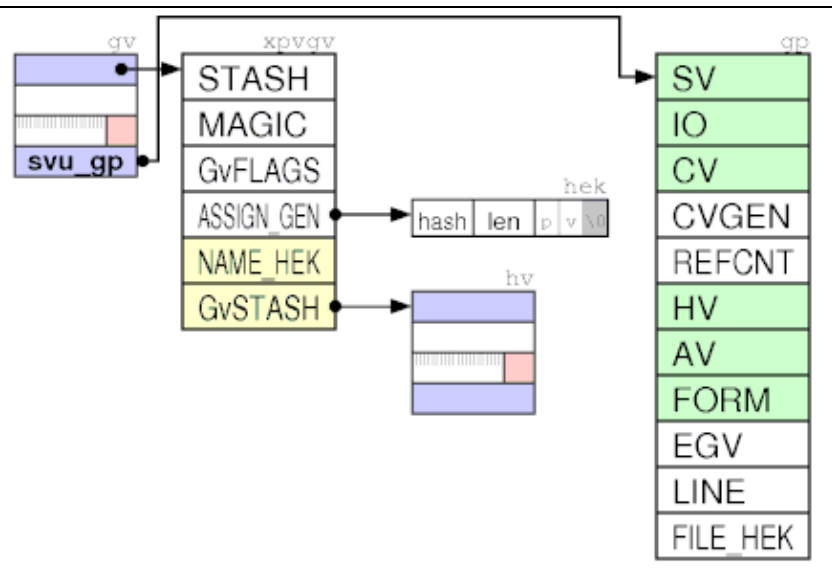 gv
svu_gp
xpvgv
STASH
MAGIC
GvFLAGS
ASSIGN_GEN
NAME_HEK
GvSTASH
hek
hash len p v \0
hv
gp
SV
IO
CV
CVGEN
REFCNT
HV
AV
FORM
EGV
LINE
FILE_HEK